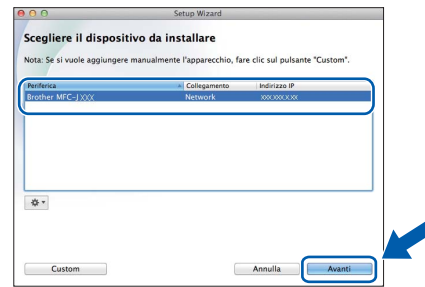 Setup Wizard
Scegliere il dispositivo da installare
Nota: Se si vuole aggiungere manualmente l'apparecchio, fare clic sul pulsante "Custom".
Periferica Collegamento Indirizzo IP
Brother MFC-JXXX Network XXX.XXX.X.XX
Custom Annulla Avanti